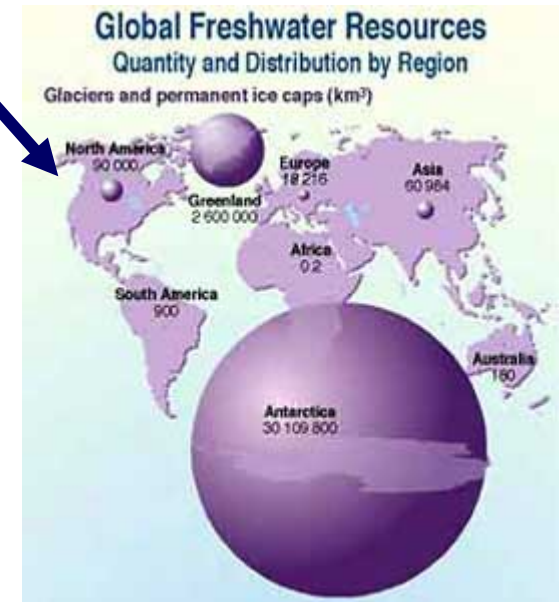 Global Freshwater Resources
Quantity and Distribution by Region
Glaciers and permanent ice caps (km³)
North America
90 000
Greenland
2 600 000
Europe
18 216
Asia
60 984
Africa
0.2
South America
900
Australia
180
Antarctica
30 109 800